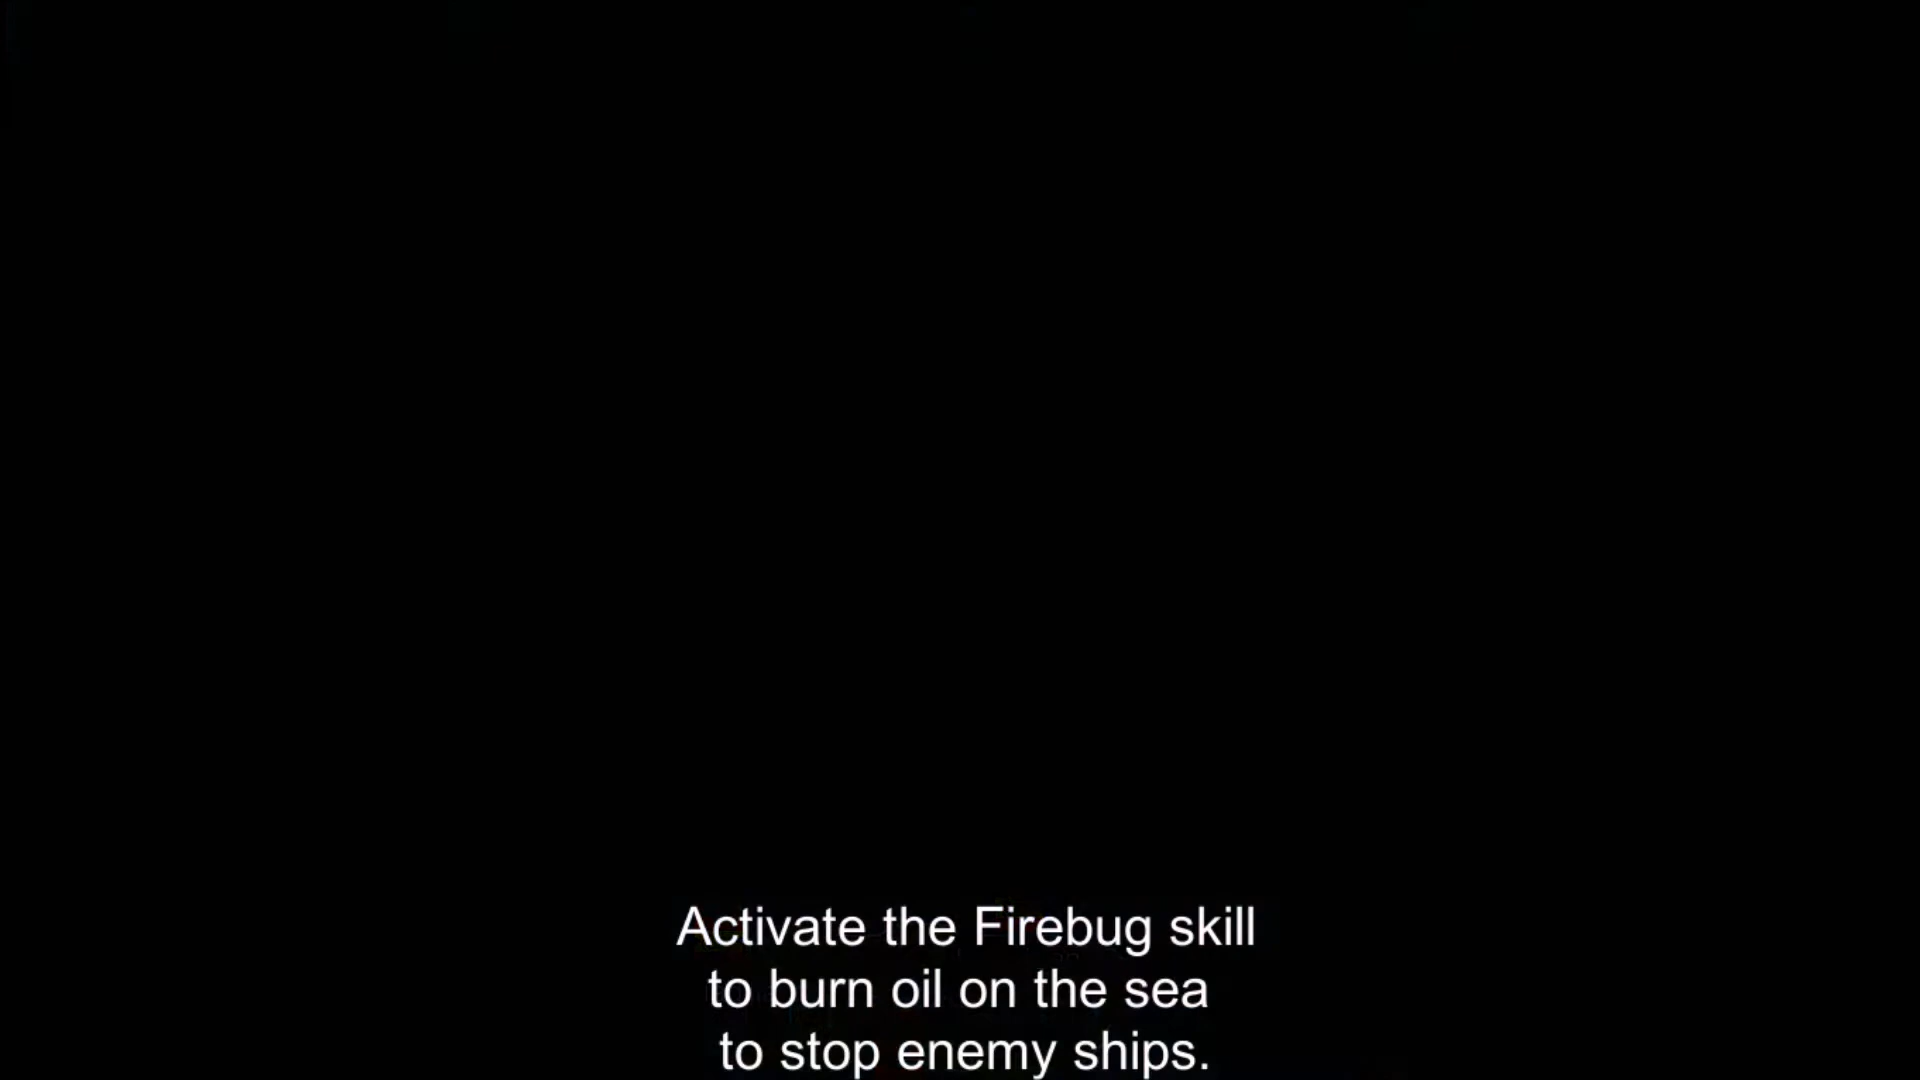 Activate the Firebug skill
to burn oil on the sea
to stop enemy ships.